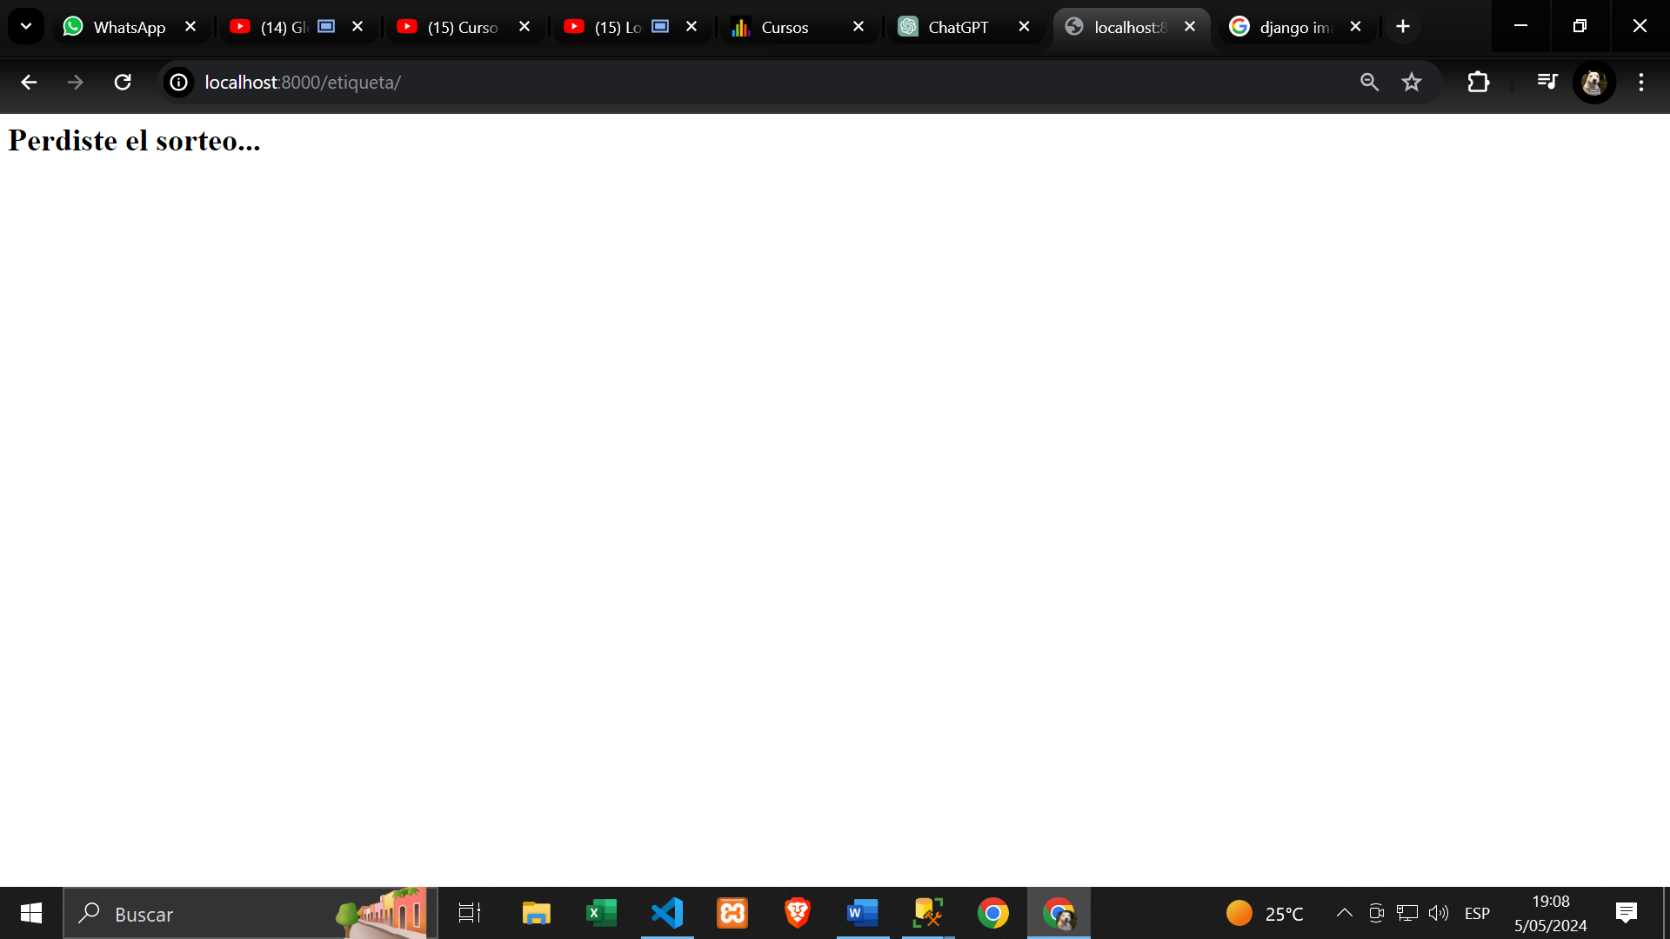 WhatsApp
(14) Gl
(15) Curso
(15) Lo
Cursos
ChatGPT
localhost:8
django im
localhost:8000/etiqueta/
Perdiste el sorteo...
Buscar
25°C
ESP
19:08
5/05/2024